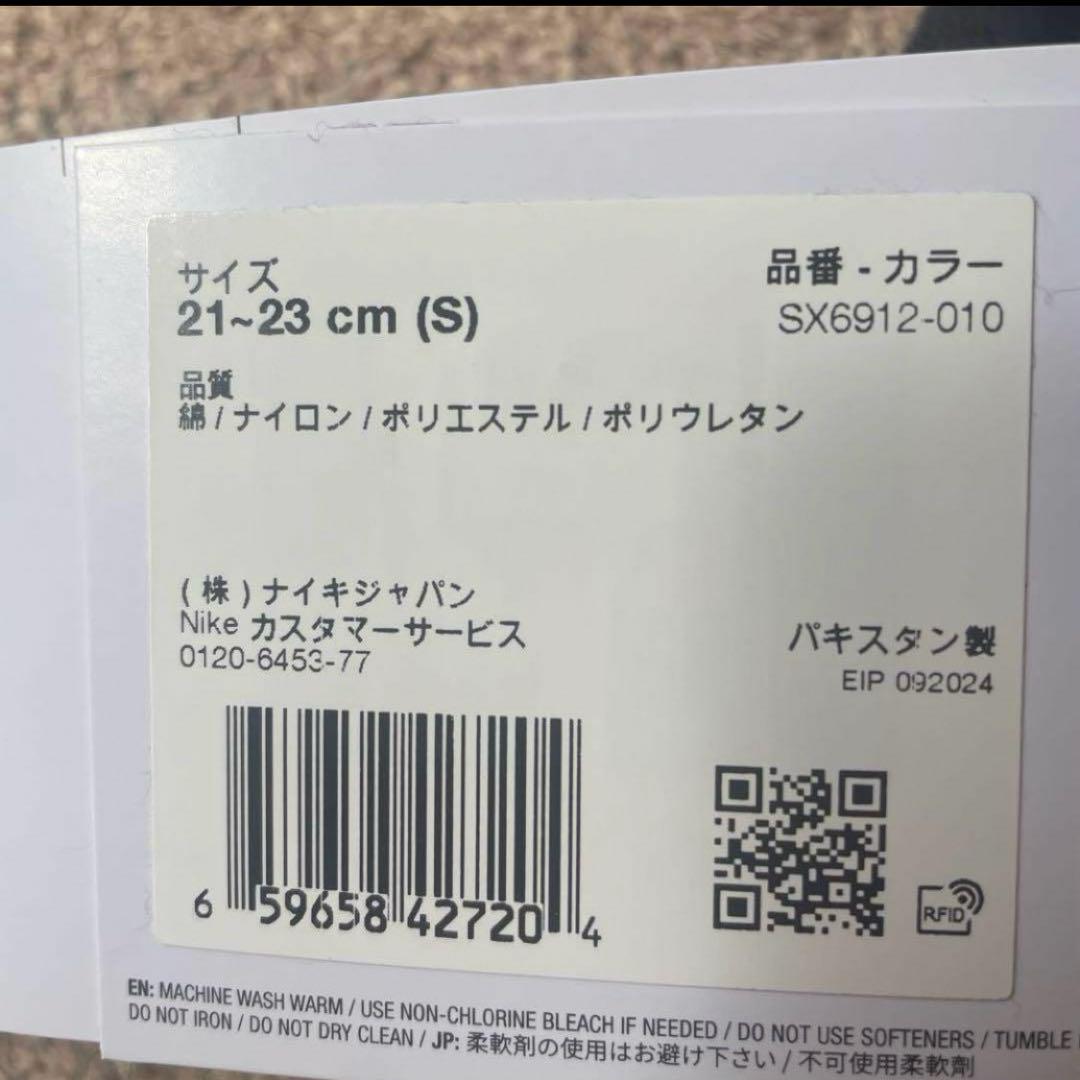 サイズ
21~23 cm (S)
品番 - カラー
SX6912-010
品質
綿 / ナイロン / ポリエステル / ポリウレタン
( 株 ) ナイキジャパン
Nike カスタマーサービス
0120-6453-77
パキスタン製
EIP 092024
6 59658 42720 4
RFID
EN: MACHINE WASH WARM / USE NON-CHLORINE BLEACH IF NEEDED / DO NOT USE SOFTENERS / TUMBLE
DO NOT IRON / DO NOT DRY CLEAN / JP: 柔軟剤の使用はお避け下さい / 不可使用柔軟劑